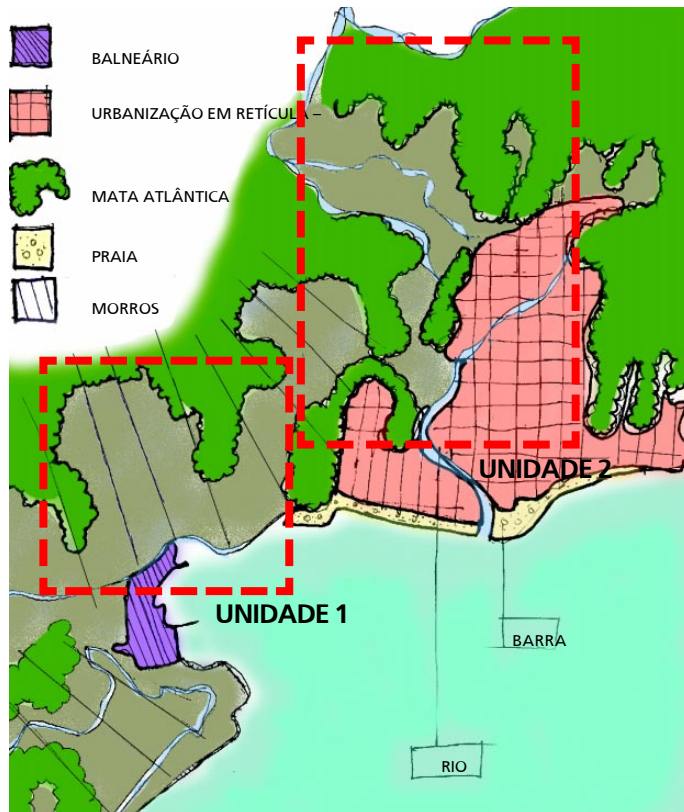 BALNEÁRIO
URBANIZAÇÃO EM RETÍCULA –
MATA ATLÂNTICA
PRAIA
MORROS
UNIDADE 2
UNIDADE 1
BARRA
RIO